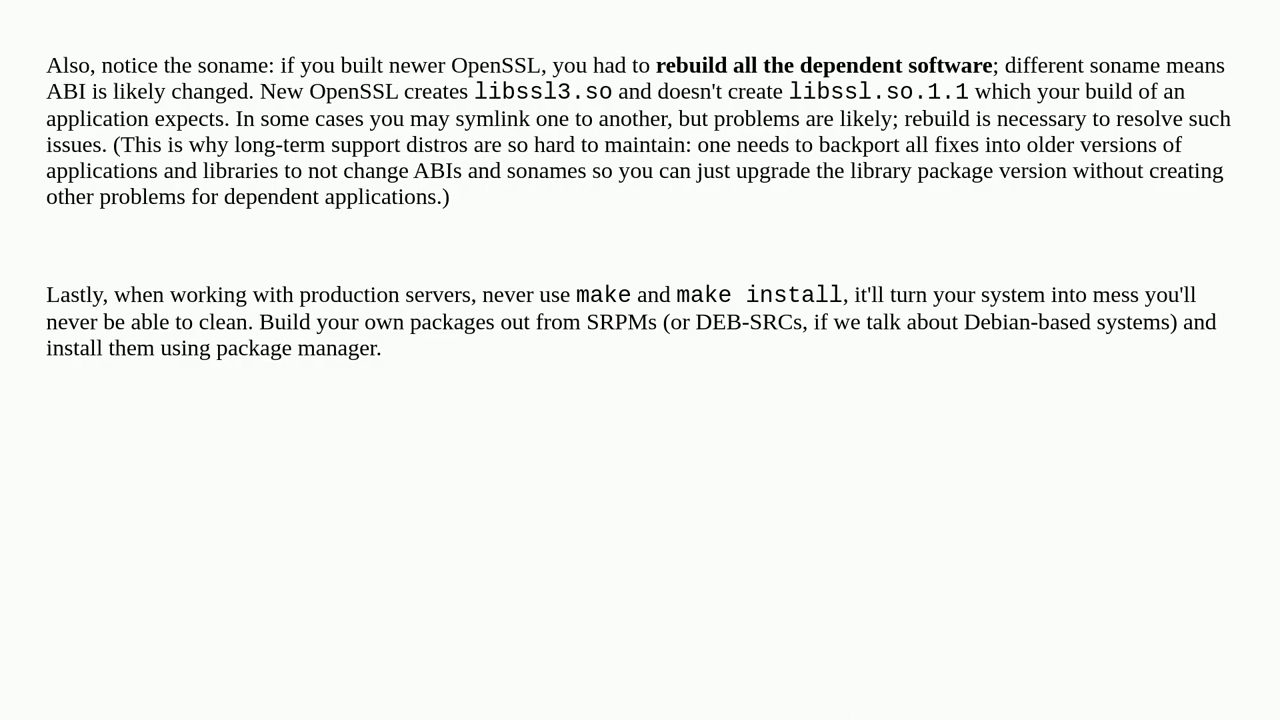 Also, notice the soname: if you built newer OpenSSL, you had to rebuild all the dependent software; different soname means
ABI is likely changed. New OpenSSL creates libssl3.so and doesn't create libssl.so.1.1 which your build of an
application expects. In some cases you may symlink one to another, but problems are likely; rebuild is necessary to resolve such
issues. (This is why long-term support distros are so hard to maintain: one needs to backport all fixes into older versions of
applications and libraries to not change ABIs and sonames so you can just upgrade the library package version without creating
other problems for dependent applications.)
Lastly, when working with production servers, never use make and make install, it'll turn your system into mess you'll
never be able to clean. Build your own packages out from SRPMs (or DEB-SRCs, if we talk about Debian-based systems) and
install them using package manager.